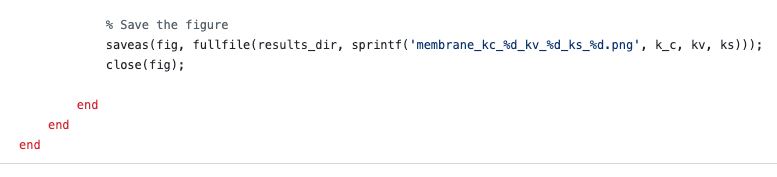 % Save the figure
saveas(fig, fullfile(results_dir, sprintf('membrane_kc_%d_kv_%d_ks_%d.png', k_c, kv, ks)));
close(fig);
end
end
end